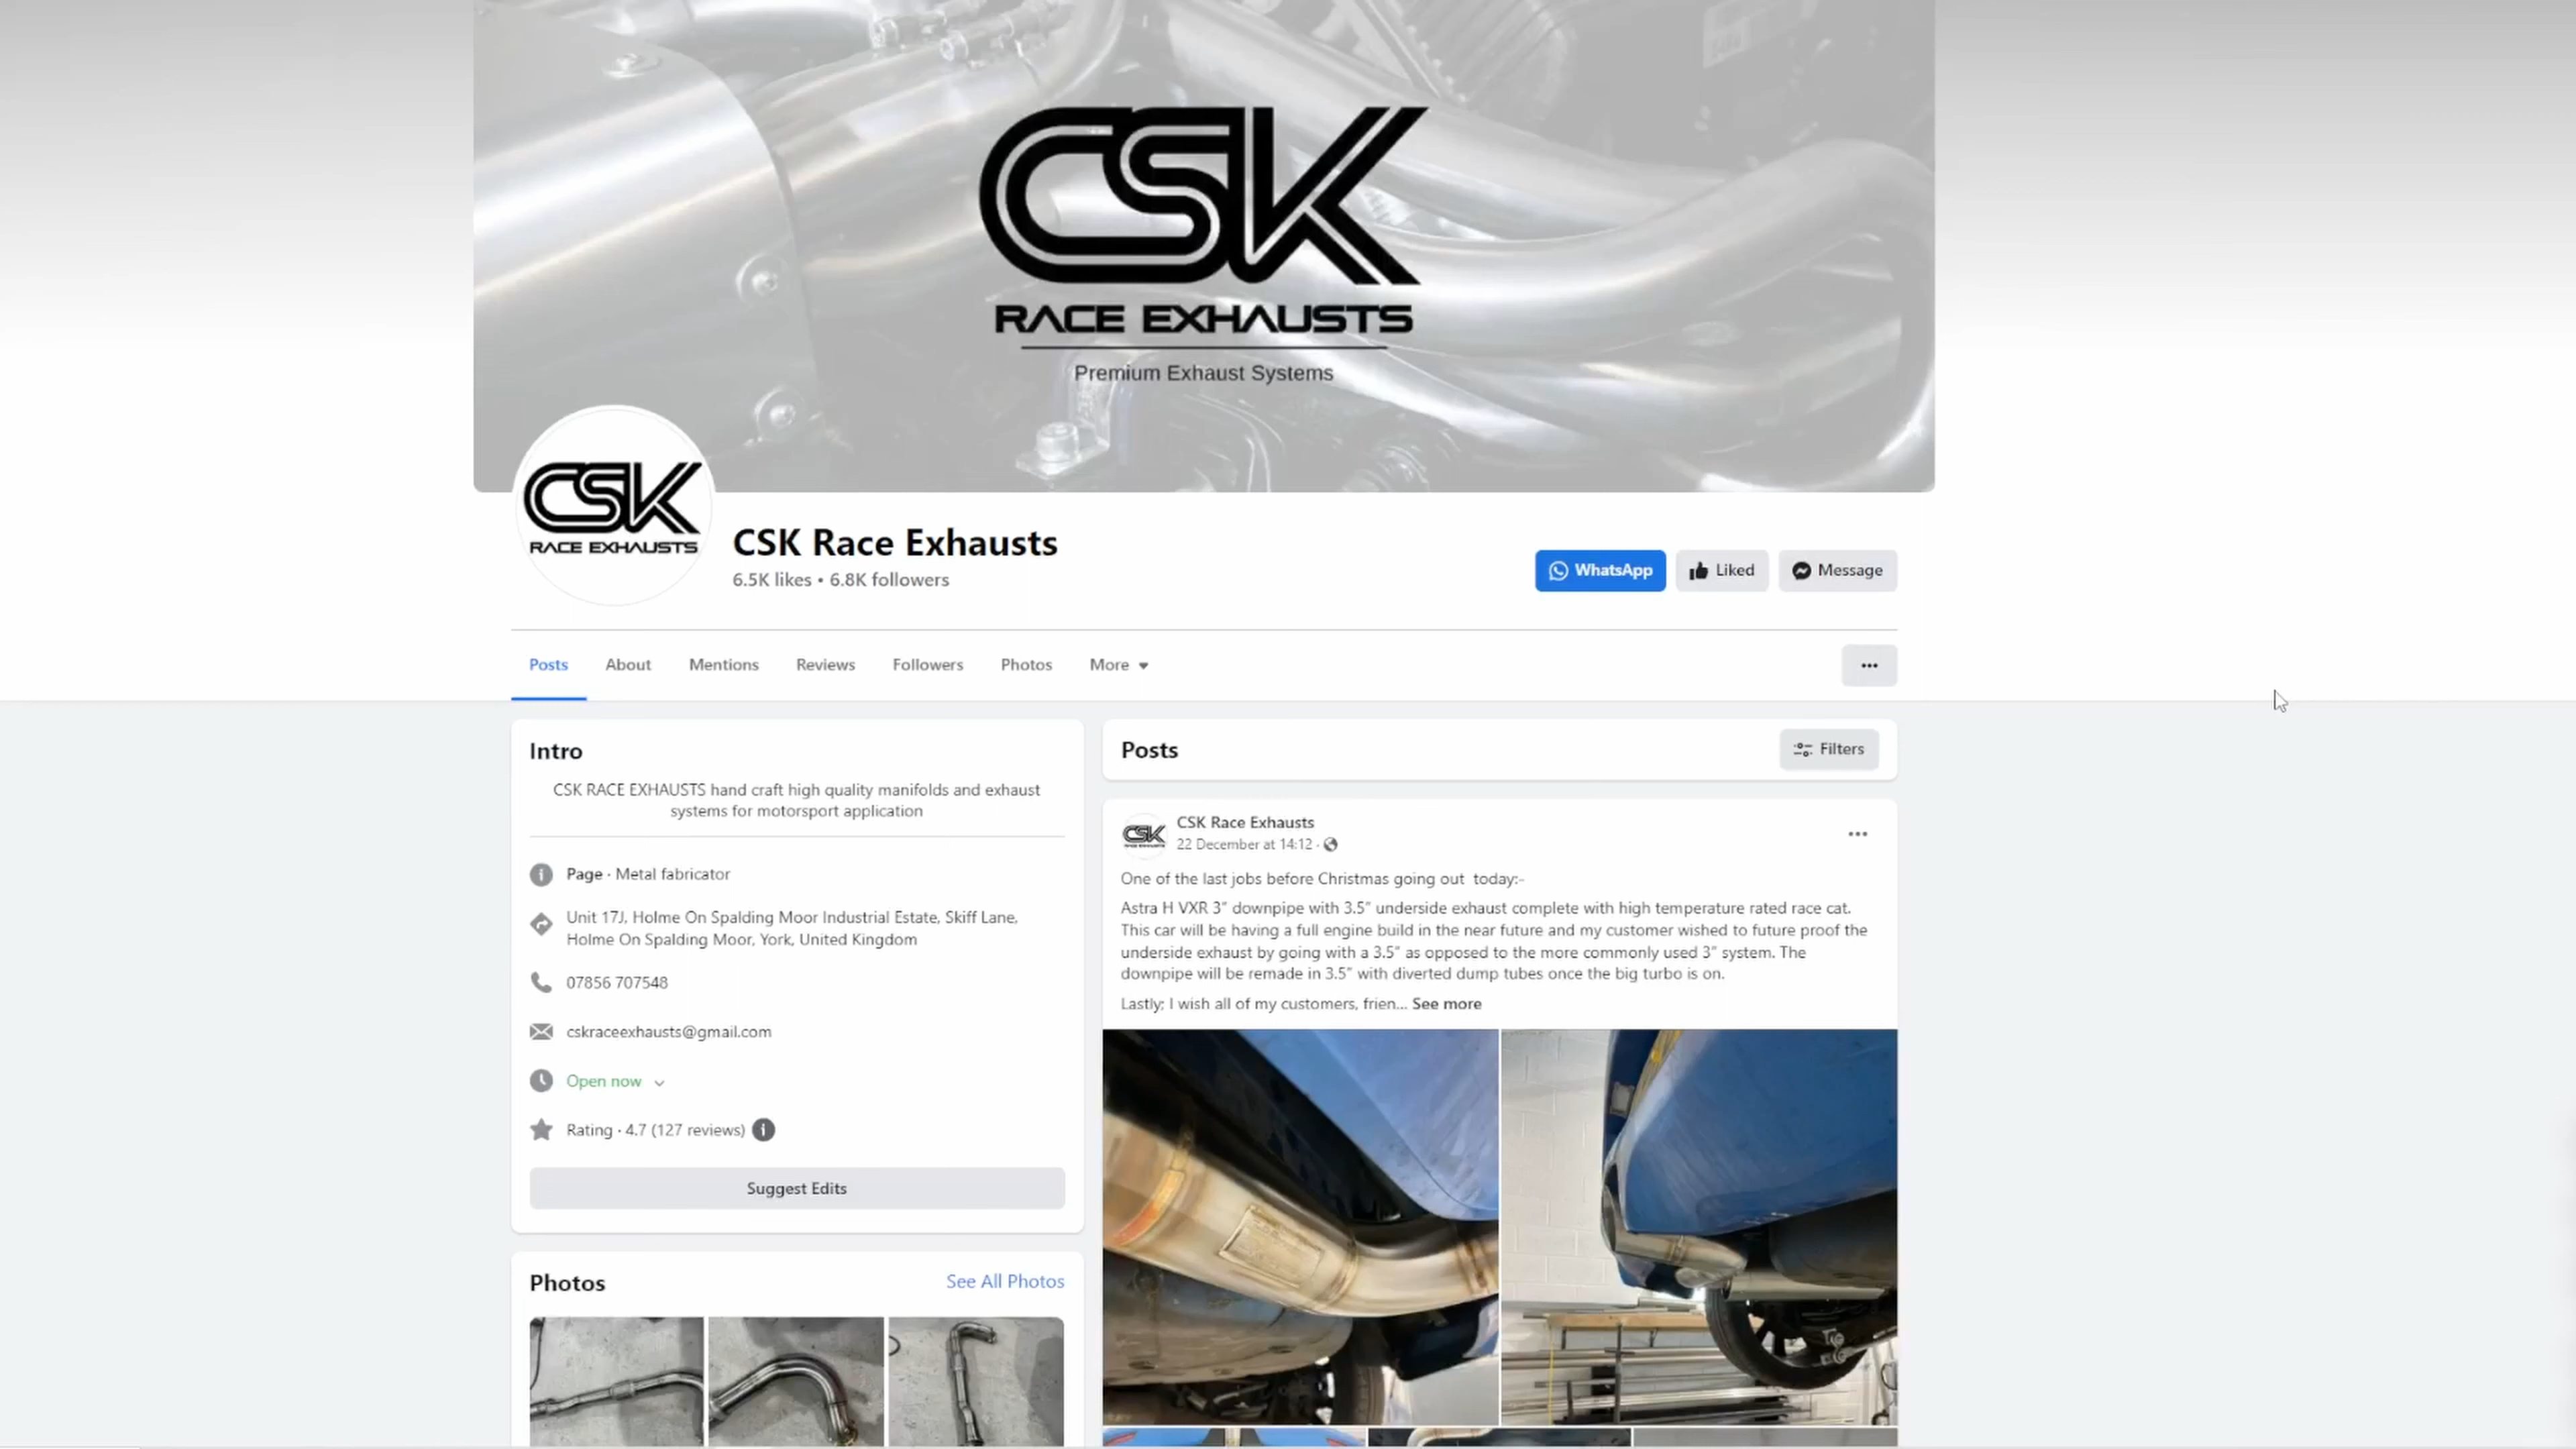 CSK
RACE EXHAUSTS
Premium Exhaust Systems
CSK
RACE EXHAUSTS
CSK Race Exhausts
6.5K likes • 6.8K followers
WhatsApp
Liked
Message
Posts
About
Mentions
Reviews
Followers
Photos
More
Intro
CSK RACE EXHAUSTS hand craft high quality manifolds and exhaust
systems for motorsport application
Page · Metal fabricator
Unit 17J, Holme On Spalding Moor Industrial Estate, Skiff Lane,
Holme On Spalding Moor, York, United Kingdom
07856 707548
cskraceexhausts@gmail.com
Open now
Rating · 4.7 (127 reviews)
Suggest Edits
Photos
See All Photos
Posts
Filters
CSK
RACE EXHAUSTS
CSK Race Exhausts
22 December at 14:12 ·
One of the last jobs before Christmas going out  today:-
Astra H VXR 3" downpipe with 3.5" underside exhaust complete with high temperature rated race cat.
This car will be having a full engine build in the near future and my customer wished to future proof the
underside exhaust by going with a 3.5" as opposed to the more commonly used 3" system. The
downpipe will be remade in 3.5" with diverted dump tubes once the big turbo is on.
Lastly; I wish all of my customers, frien... See more